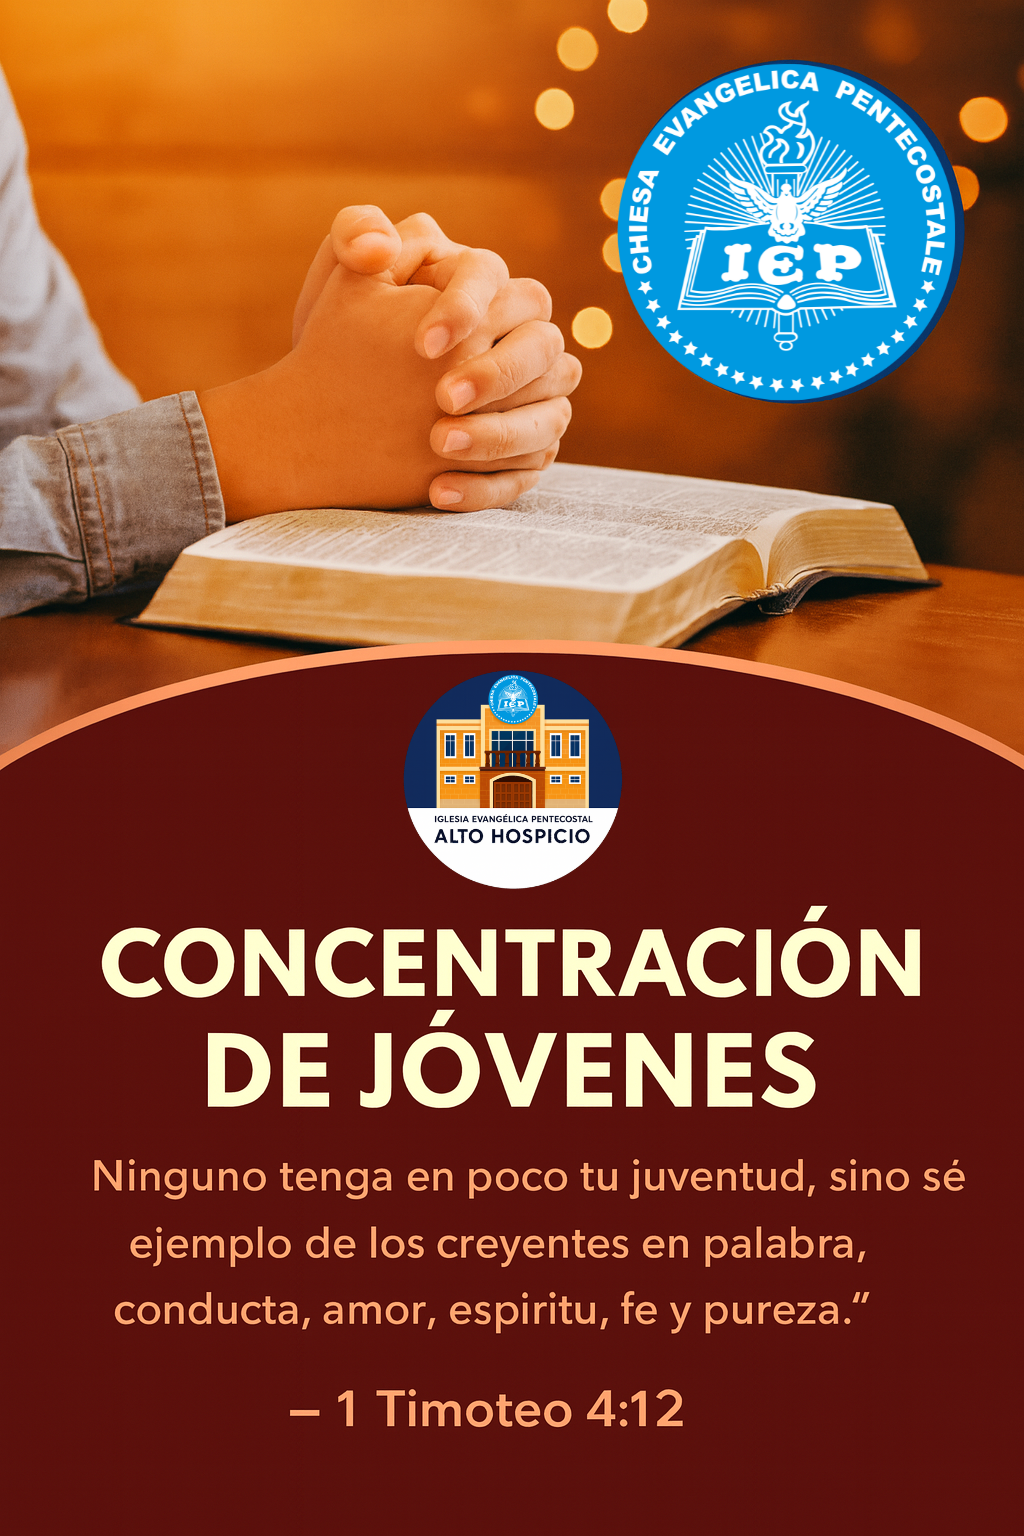 CHIESA EVANGELICA PENTECOSTALE
IEP
IEP
IGLESIA EVANGÉLICA PENTECOSTAL
ALTO HOSPICIO
CONCENTRACIÓN
DE JÓVENES
Ninguno tenga en poco tu juventud, sino sé
ejemplo de los creyentes en palabra,
conducta, amor, espiritu, fe y pureza.”
– 1 Timoteo 4:12